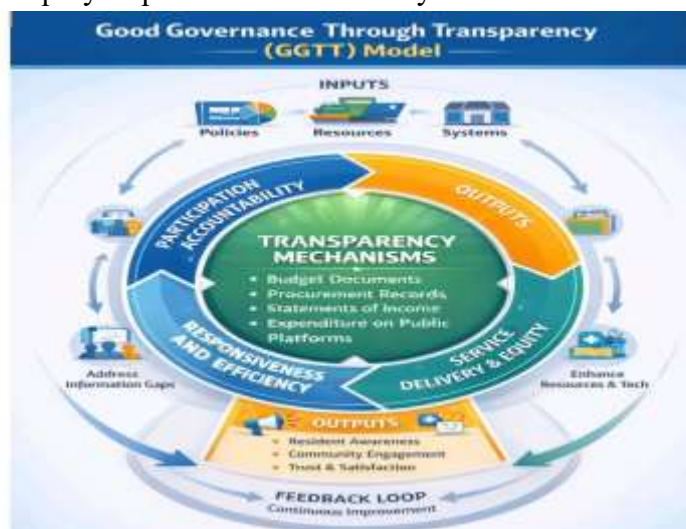 Good Governance Through Transparency
(GGTT) Model
INPUTS
Policies
Resources
Systems
PARTICIPATION
ACCOUNTABILITY
OUTPUTS
TRANSPARENCY
MECHANISMS
• Budget Documents
• Procurement Records
• Statements of Income
• Expenditure on Public
Platforms
RESPONSIVENESS
AND EFFICIENCY
SERVICE
DELIVERY & EQUITY
Address
Information Gaps
Enhance
Resources & Tech
OUTPUTS
• Resident Awareness
• Community Engagement
• Trust & Satisfaction
FEEDBACK LOOP
Continuous Improvement